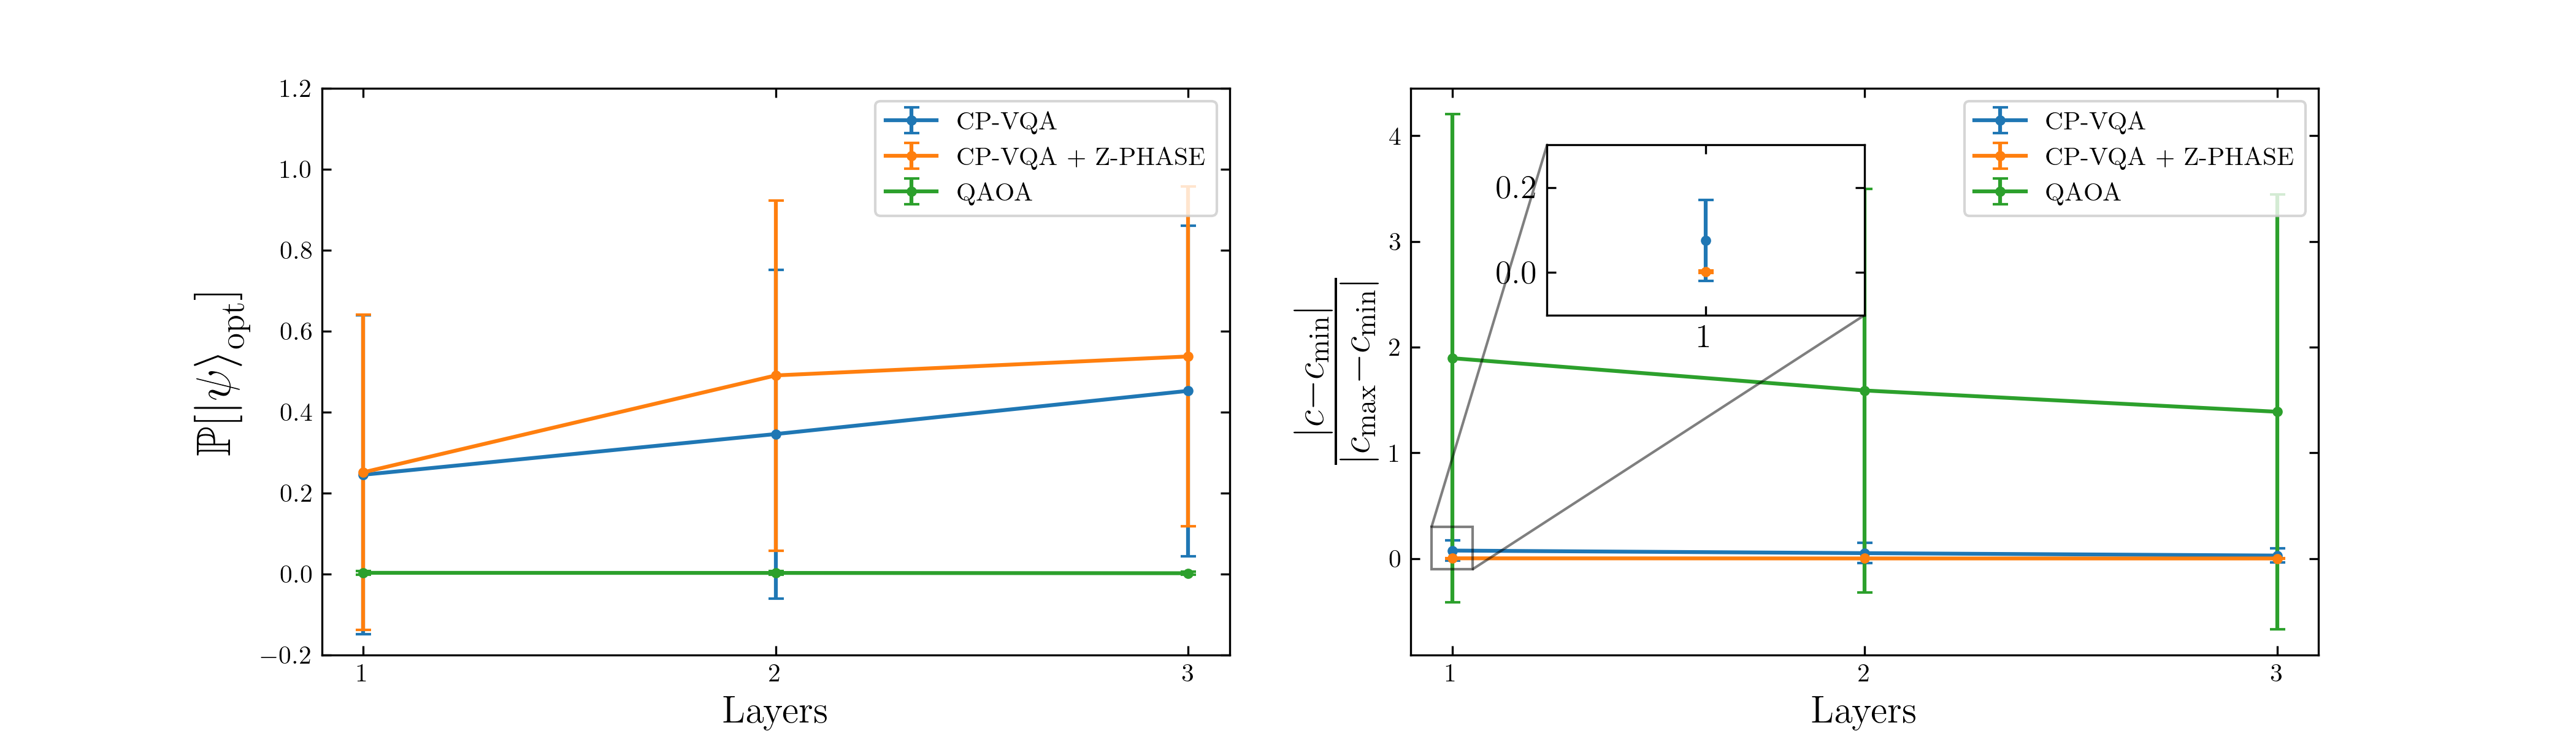 1.2
1.0
0.8
0.6
0.4
0.2
0.0
−0.2
ℙ[|ψ⟩opt]
1
2
3
Layers
CP-VQA
CP-VQA + Z-PHASE
QAOA
4
3
2
1
0
|c−cmin|
|cmax−cmin|
1
2
3
Layers
0.2
0.0
1
CP-VQA
CP-VQA + Z-PHASE
QAOA